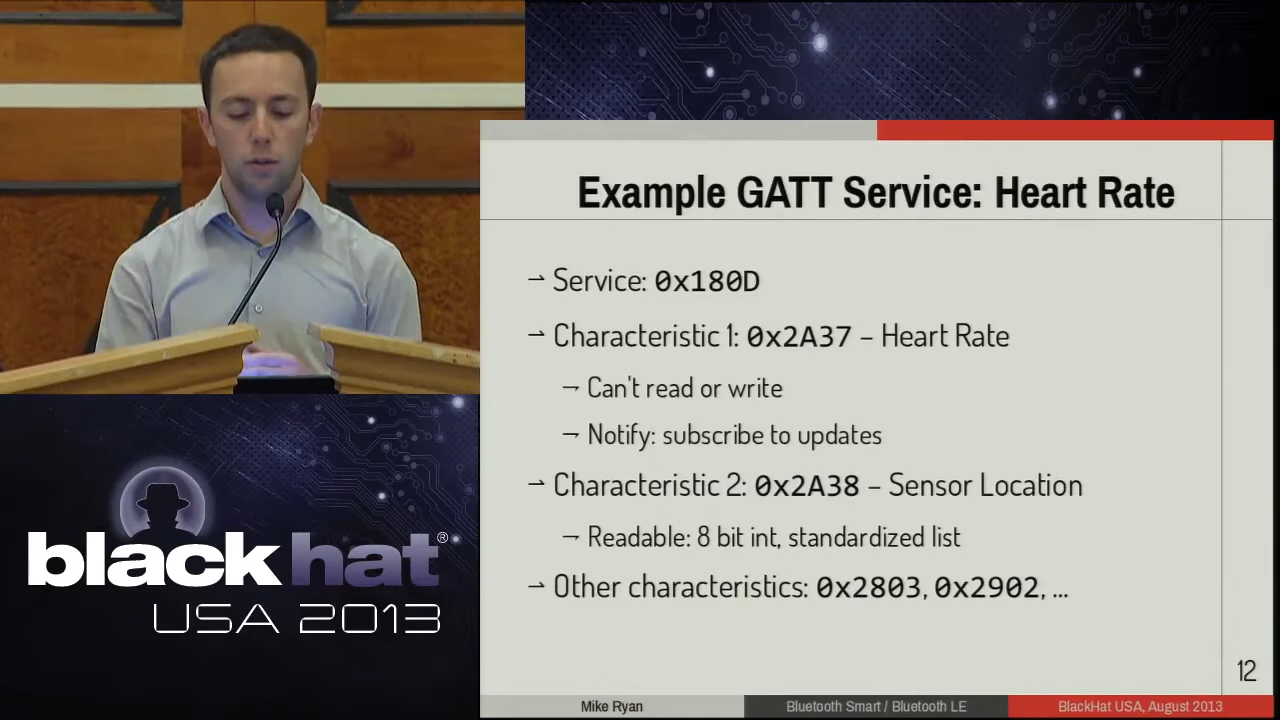 Example GATT Service: Heart Rate
→ Service: 0x180D
→ Characteristic 1: 0x2A37 – Heart Rate
→ Can't read or write
→ Notify: subscribe to updates
→ Characteristic 2: 0x2A38 – Sensor Location
→ Readable: 8 bit int, standardized list
→ Other characteristics: 0x2803, 0x2902, ...
12
Mike Ryan
Bluetooth Smart / Bluetooth LE
BlackHat USA, August 2013
blackhat®
USA 2013